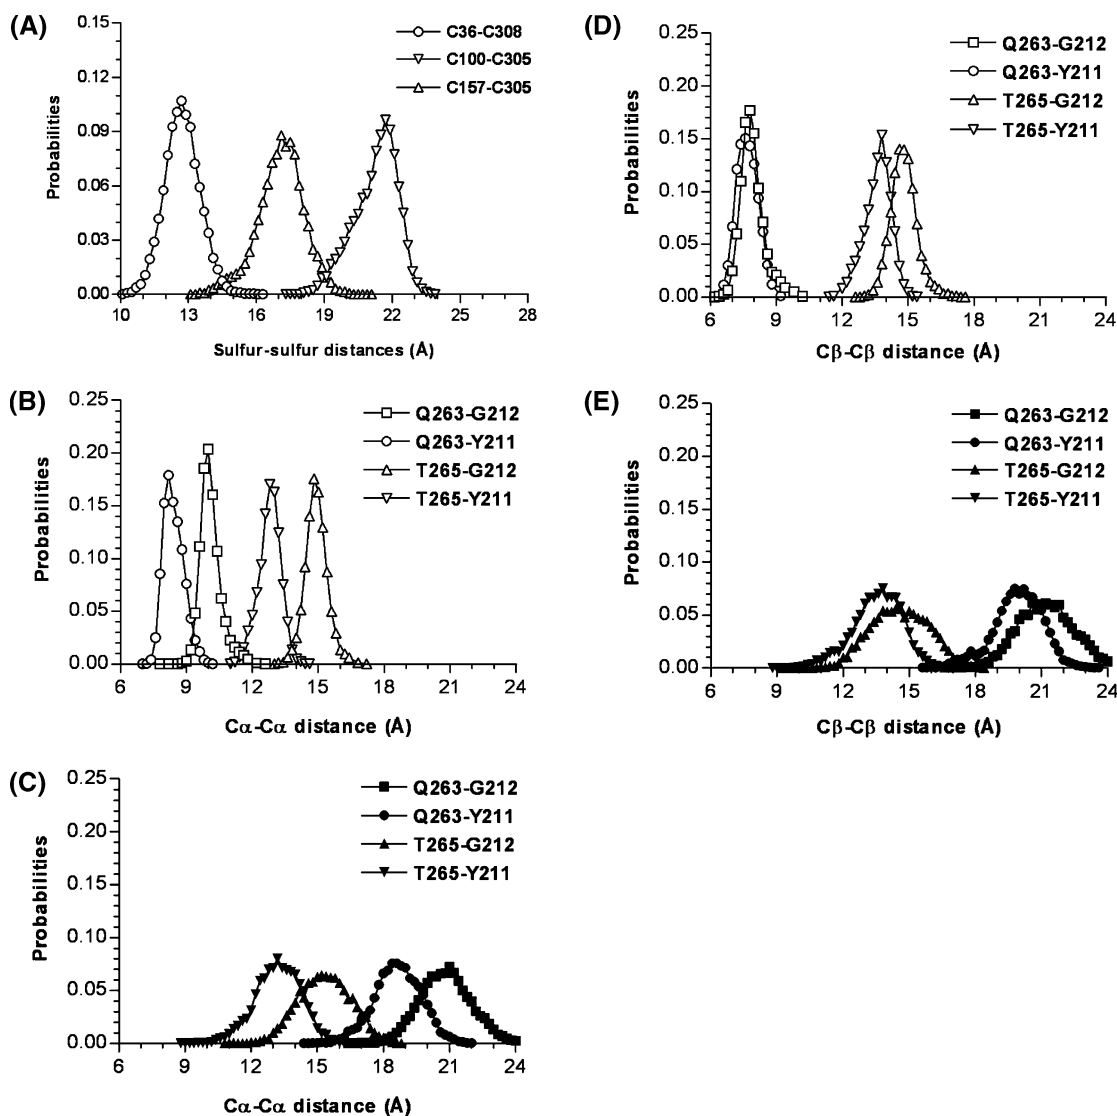 (A)
0.15
0.12
0.09
0.06
0.03
0.00
Probabilities
C36-C308
C100-C305
C157-C305
10 13 16 19 22 25 28
Sulfur-sulfur distances (Å)
(B)
0.25
0.20
0.15
0.10
0.05
0.00
Probabilities
Q263-G212
Q263-Y211
T265-G212
T265-Y211
6 9 12 15 18 21 24
Cα-Cα distance (Å)
(C)
0.25
0.20
0.15
0.10
0.05
0.00
Probabilities
Q263-G212
Q263-Y211
T265-G212
T265-Y211
6 9 12 15 18 21 24
Cα-Cα distance (Å)
(D)
0.25
0.20
0.15
0.10
0.05
0.00
Probabilities
Q263-G212
Q263-Y211
T265-G212
T265-Y211
6 9 12 15 18 21 24
Cβ-Cβ distance (Å)
(E)
0.25
0.20
0.15
0.10
0.05
0.00
Probabilities
Q263-G212
Q263-Y211
T265-G212
T265-Y211
6 9 12 15 18 21 24
Cβ-Cβ distance (Å)